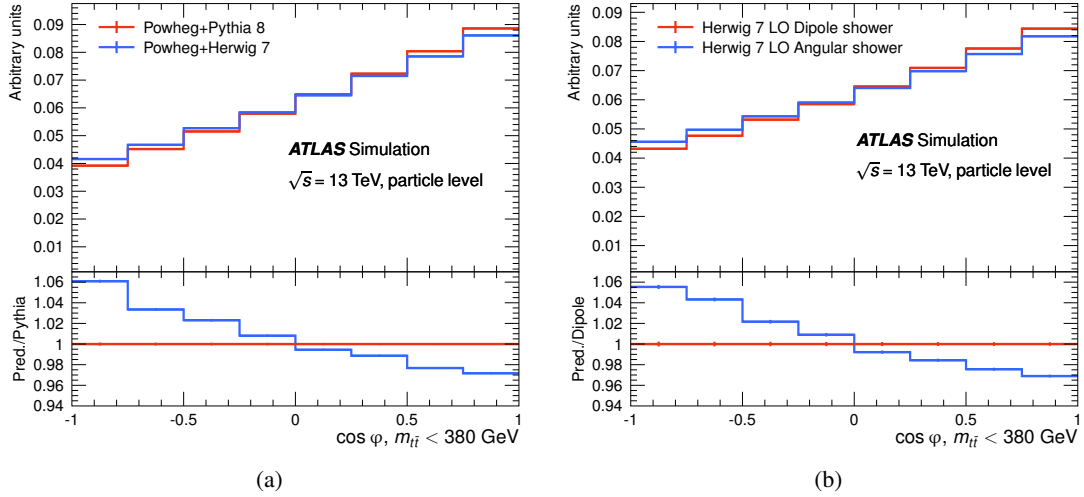 Arbitrary units
0.09
0.08
0.07
0.06
0.05
0.04
0.03
0.02
0.01
Powheg+Pythia 8
Powheg+Herwig 7
ATLAS Simulation
√s = 13 TeV, particle level
Pred./Pythia
1.06
1.04
1.02
1
0.98
0.96
0.94
-1 -0.5 0 0.5 1
cos φ, m_{tt̄} < 380 GeV
(a)
Arbitrary units
0.09
0.08
0.07
0.06
0.05
0.04
0.03
0.02
0.01
Herwig 7 LO Dipole shower
Herwig 7 LO Angular shower
ATLAS Simulation
√s = 13 TeV, particle level
Pred./Dipole
1.06
1.04
1.02
1
0.98
0.96
0.94
-1 -0.5 0 0.5 1
cos φ, m_{tt̄} < 380 GeV
(b)